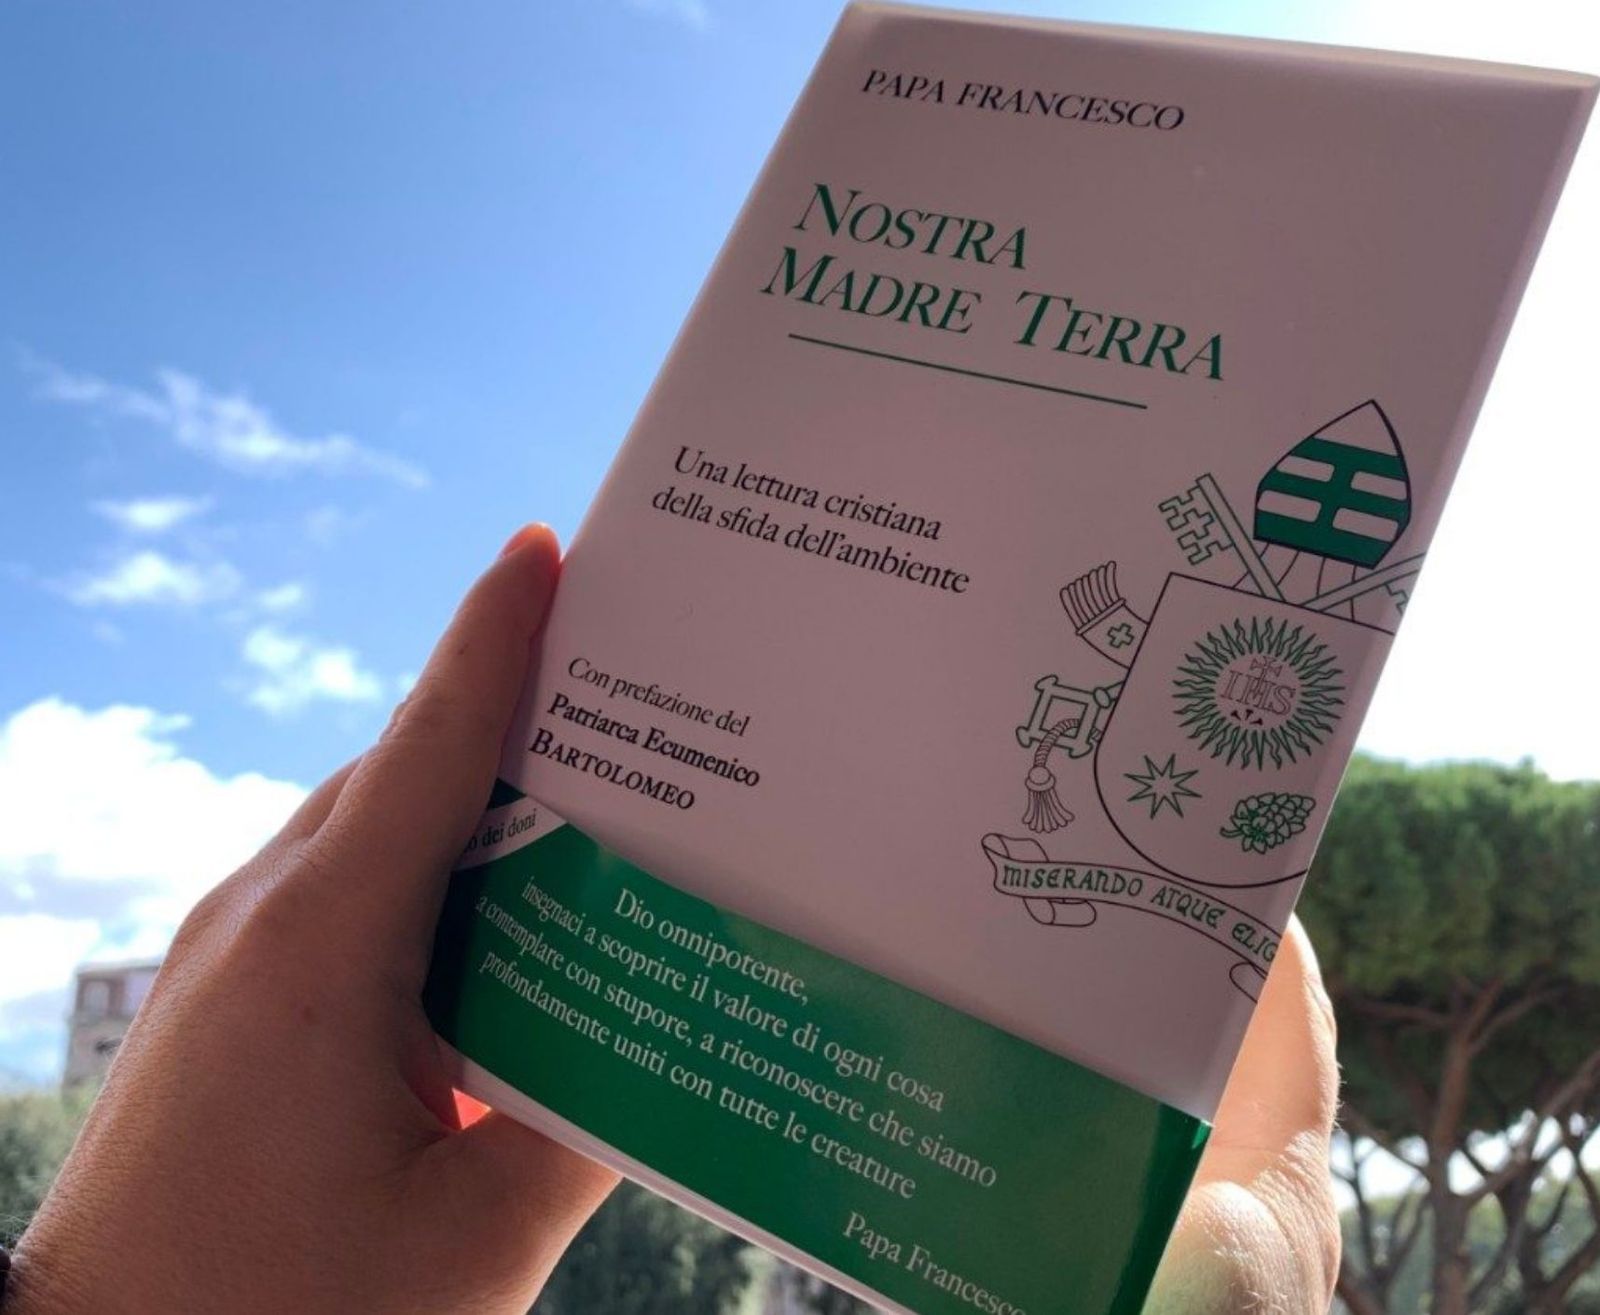 PAPA FRANCESCO
NOSTRA
MADRE TERRA
Una lettura cristiana
della sfida dell'ambiente
Con prefazione del
Patriarca Ecumenico
BARTOLOMEO
IHS
MISERANDO ATQUE ELIG
dei doni
Dio onnipotente,
insegnaci a scoprire il valore di ogni cosa
a contemplare con stupore, a riconoscere che siamo
profondamente uniti con tutte le creature
Papa Francesco